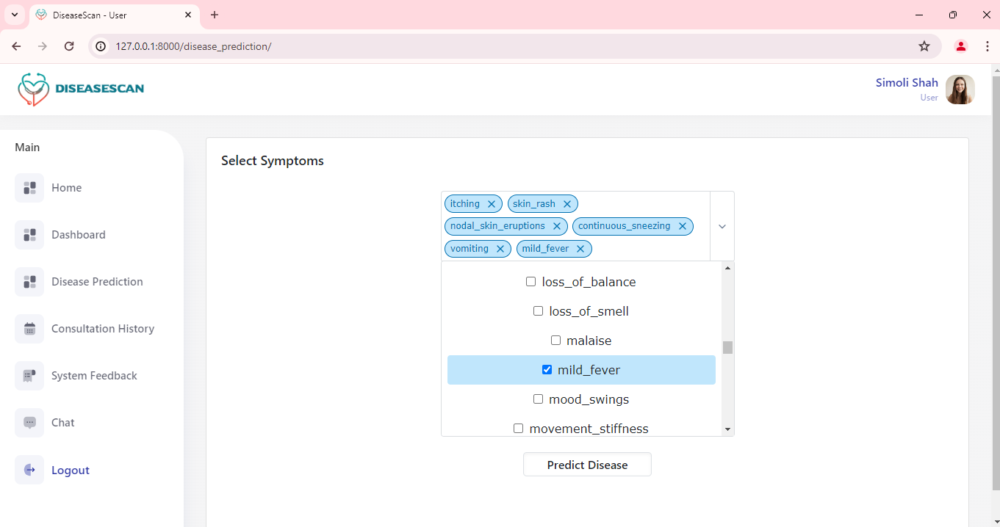 DiseaseScan - User
127.0.0.1:8000/disease_prediction/
DISEASESCAN
Simoli Shah
User
Main
Home
Dashboard
Disease Prediction
Consultation History
System Feedback
Chat
Logout
Select Symptoms
itching skin_rash
nodal_skin_eruptions continuous_sneezing
vomiting mild_fever
loss_of_balance
loss_of_smell
malaise
mild_fever
mood_swings
movement_stiffness
Predict Disease